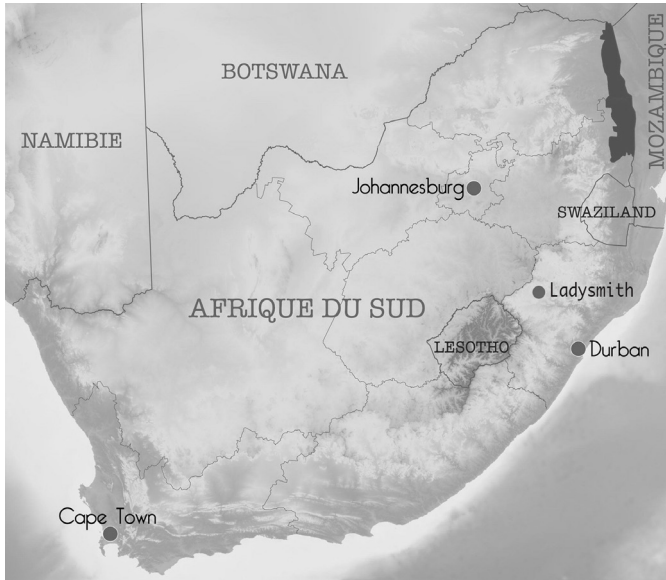 MOZAMBIQUE
BOTSWANA
NAMIBIE
Johannesburg
SWAZILAND
Ladysmith
AFRIQUE DU SUD
LESOTHO
Durban
Cape Town